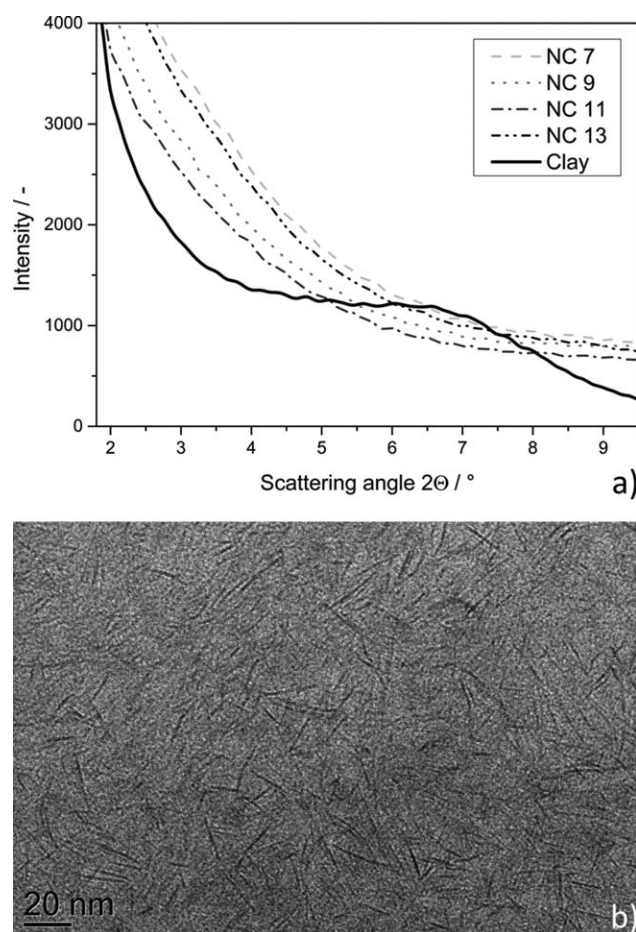 4000
3000
2000
1000
0
Intensity / -
NC 7
NC 9
NC 11
NC 13
Clay
2 3 4 5 6 7 8 9
Scattering angle 2Θ / °
a)
20 nm
b)